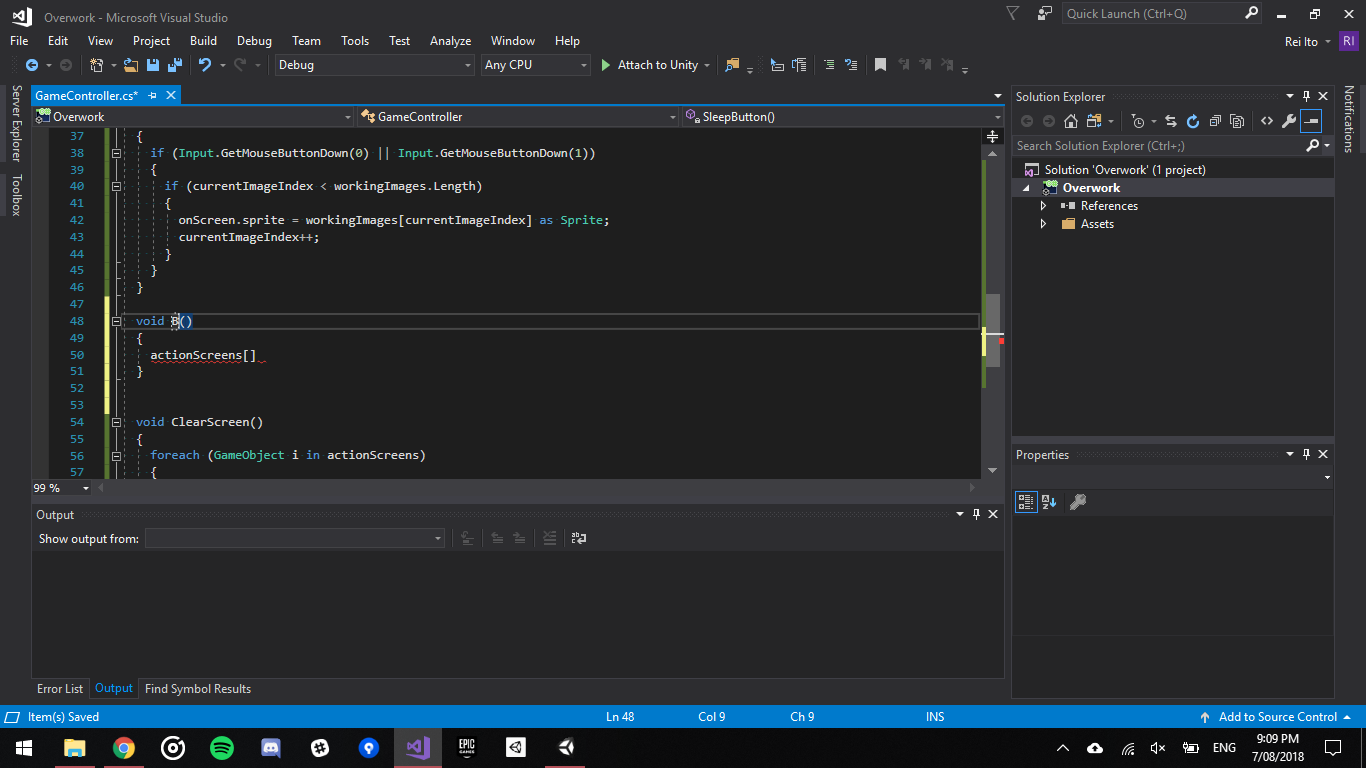 Overwork - Microsoft Visual Studio
Quick Launch (Ctrl+Q)
File Edit View Project Build Debug Team Tools Test Analyze Window Help
Rei Ito RI
Debug Any CPU Attach to Unity
Server Explorer
Toolbox
GameController.cs*
Overwork GameController SleepButton()
37 {
38 if (Input.GetMouseButtonDown(0) || Input.GetMouseButtonDown(1))
39 {
40 if (currentImageIndex < workingImages.Length)
41 {
42 onScreen.sprite = workingImages[currentImageIndex] as Sprite;
43 currentImageIndex++;
44 }
45 }
46 }
47
48 void B()
49 {
50 actionScreens[]
51 }
52
53
54 void ClearScreen()
55 {
56 foreach (GameObject i in actionScreens)
57 {
99 %
Output
Show output from:
Error List Output Find Symbol Results
Solution Explorer
Search Solution Explorer (Ctrl+;)
Solution 'Overwork' (1 project)
Overwork
References
Assets
Properties
Notifications
Item(s) Saved Ln 48 Col 9 Ch 9 INS Add to Source Control
EPIC GAMES
ENG
9:09 PM
7/08/2018